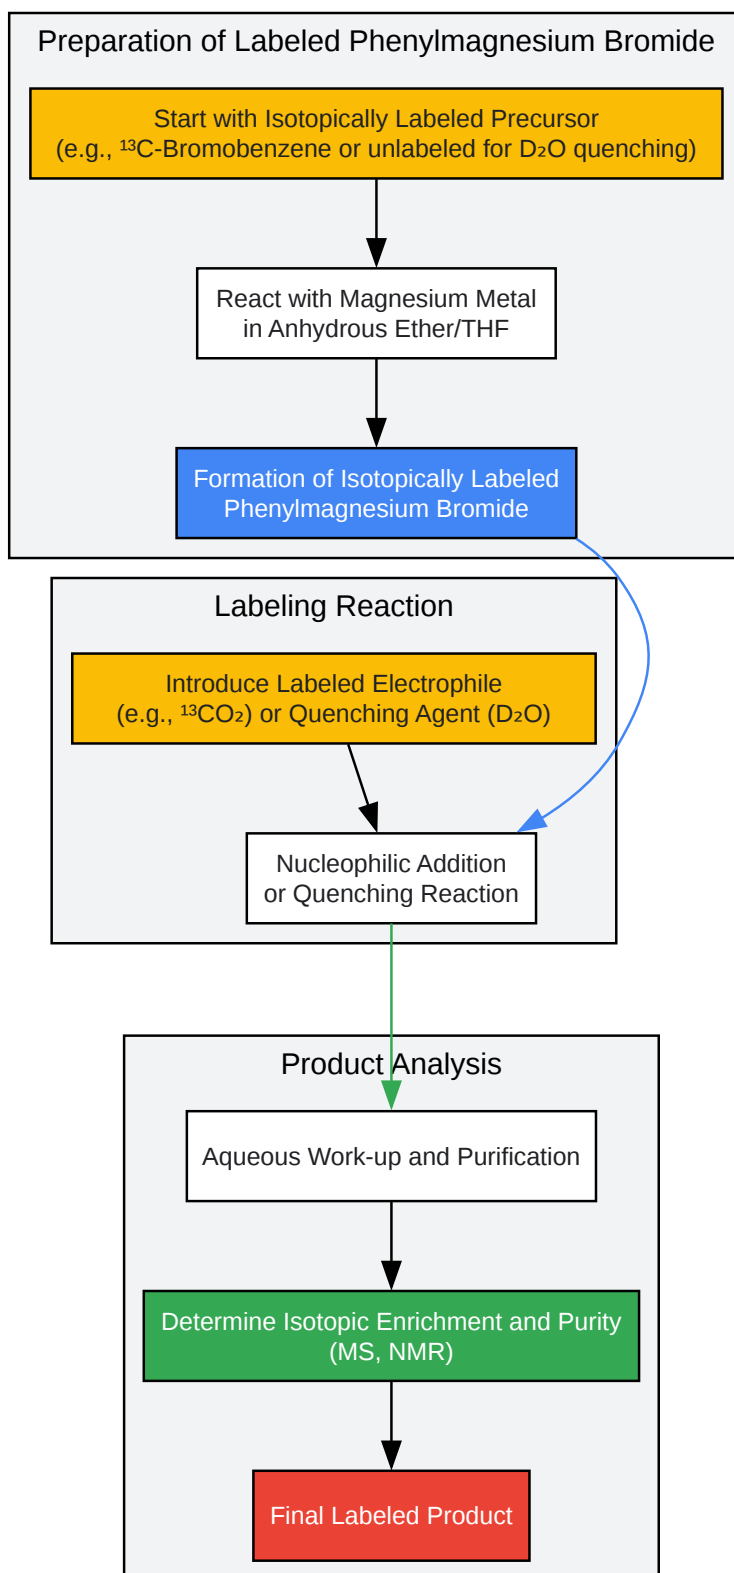 Preparation of Labeled Phenylmagnesium Bromide
Start with Isotopically Labeled Precursor
(e.g., ¹³C-Bromobenzene or unlabeled for D₂O quenching)
React with Magnesium Metal
in Anhydrous Ether/THF
Formation of Isotopically Labeled
Phenylmagnesium Bromide
Labeling Reaction
Introduce Labeled Electrophile
(e.g., ¹³CO₂) or Quenching Agent (D₂O)
Nucleophilic Addition
or Quenching Reaction
Product Analysis
Aqueous Work-up and Purification
Determine Isotopic Enrichment and Purity
(MS, NMR)
Final Labeled Product